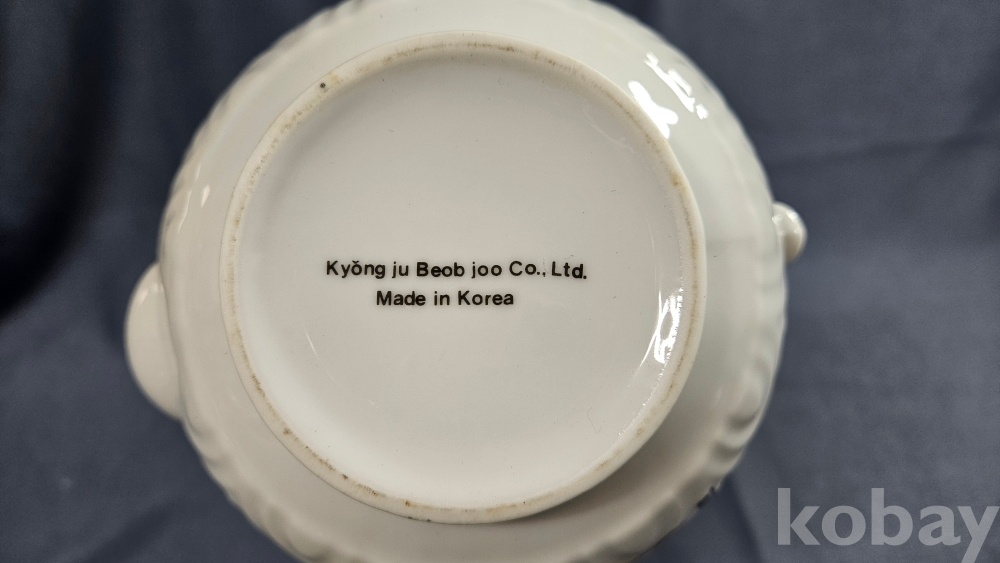 Kyŏng ju Beob joo Co., Ltd.
Made in Korea
kobay